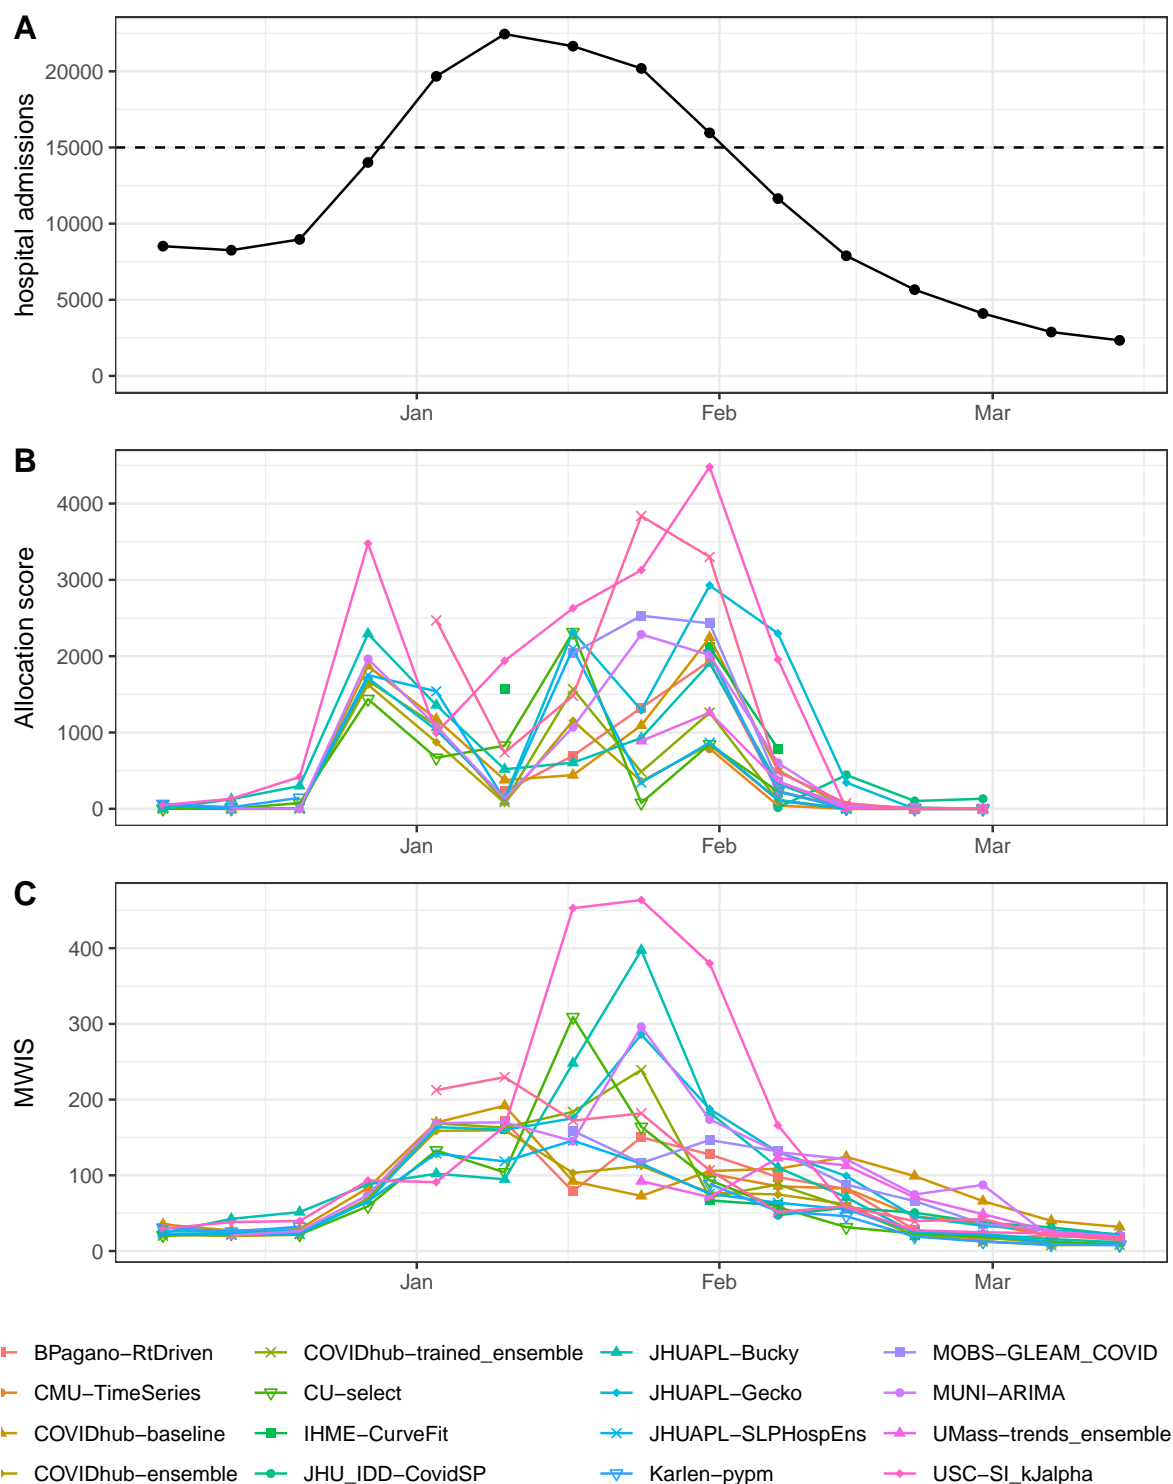 A
hospital admissions
20000
15000
10000
5000
0
Jan Feb Mar
B
Allocation score
4000
3000
2000
1000
0
Jan Feb Mar
C
MWIS
400
300
200
100
0
Jan Feb Mar
BPagano−RtDriven COVIDhub−trained_ensemble JHUAPL−Bucky MOBS−GLEAM_COVID
CMU−TimeSeries CU−select JHUAPL−Gecko MUNI−ARIMA
COVIDhub−baseline IHME−CurveFit JHUAPL−SLPHospEns UMass−trends_ensemble
COVIDhub−ensemble JHU_IDD−CovidSP Karlen−pypm USC−SI_kJalpha